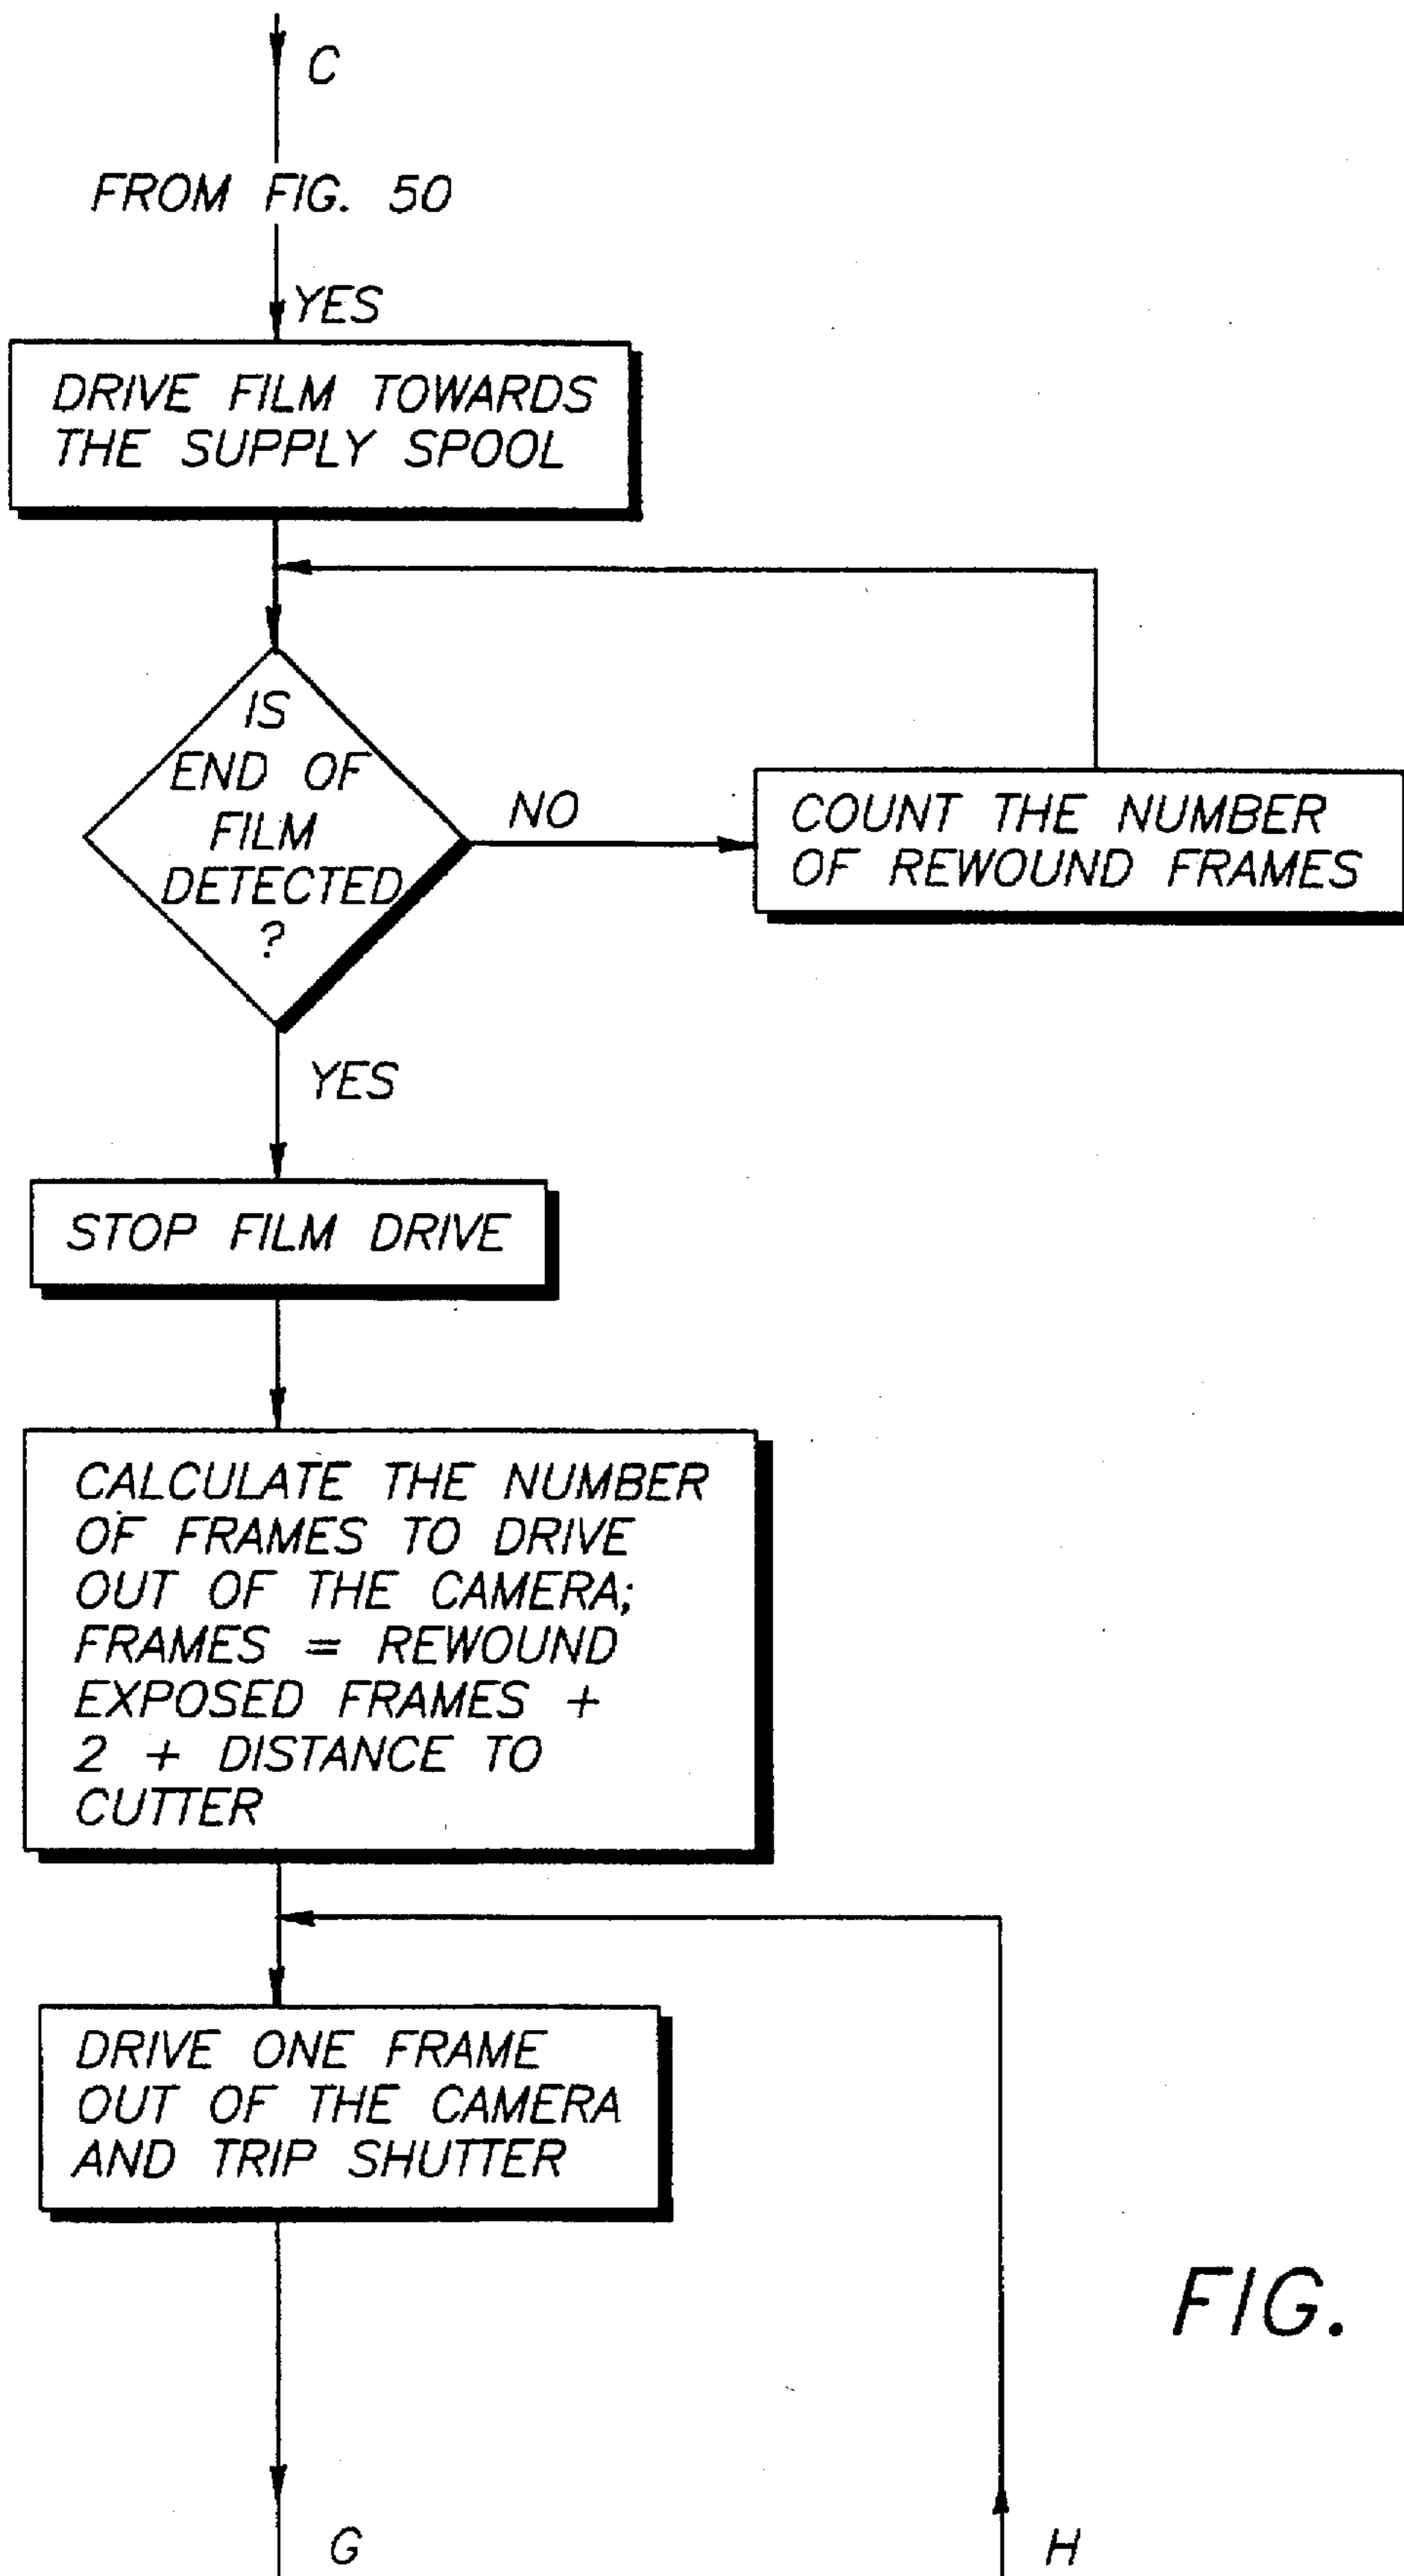 C
FROM FIG. 50
YES
DRIVE FILM TOWARDS
THE SUPPLY SPOOL
IS
END OF
FILM
DETECTED
?
NO
COUNT THE NUMBER
OF REWOUND FRAMES
YES
STOP FILM DRIVE
CALCULATE THE NUMBER
OF FRAMES TO DRIVE
OUT OF THE CAMERA;
FRAMES = REWOUND
EXPOSED FRAMES +
2 + DISTANCE TO
CUTTER
DRIVE ONE FRAME
OUT OF THE CAMERA
AND TRIP SHUTTER
FIG.
G
H